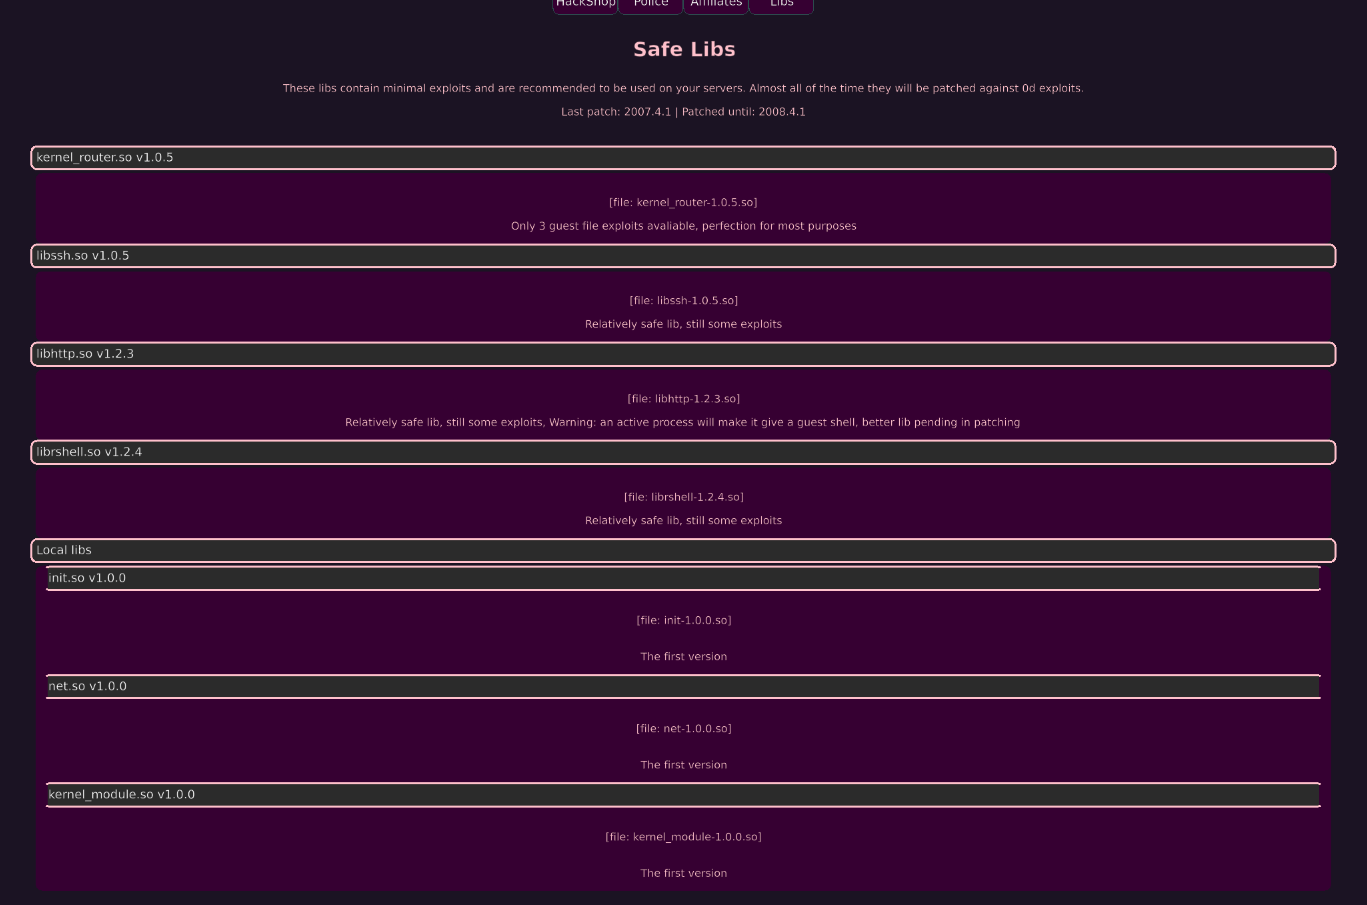 HackShop Police Affiliates Libs
Safe Libs
These libs contain minimal exploits and are recommended to be used on your servers. Almost all of the time they will be patched against 0d exploits.
Last patch: 2007.4.1 | Patched until: 2008.4.1
kernel_router.so v1.0.5
[file: kernel_router-1.0.5.so]
Only 3 guest file exploits avaliable, perfection for most purposes
libssh.so v1.0.5
[file: libssh-1.0.5.so]
Relatively safe lib, still some exploits
libhttp.so v1.2.3
[file: libhttp-1.2.3.so]
Relatively safe lib, still some exploits, Warning: an active process will make it give a guest shell, better lib pending in patching
librshell.so v1.2.4
[file: librshell-1.2.4.so]
Relatively safe lib, still some exploits
Local libs
init.so v1.0.0
[file: init-1.0.0.so]
The first version
net.so v1.0.0
[file: net-1.0.0.so]
The first version
kernel_module.so v1.0.0
[file: kernel_module-1.0.0.so]
The first version